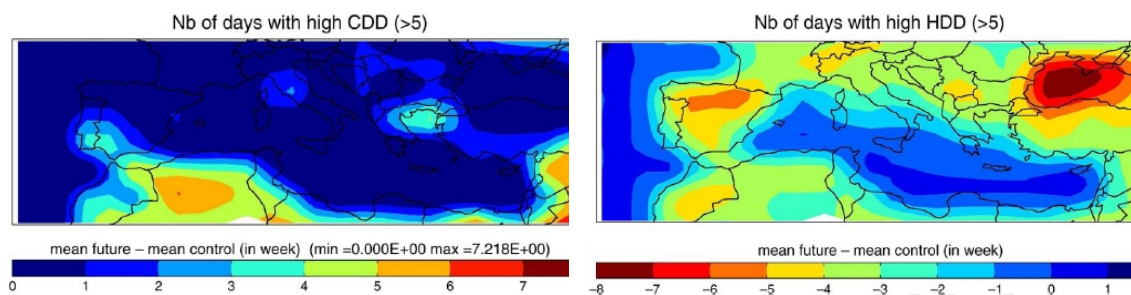 Nb of days with high CDD (>5)
Nb of days with high HDD (>5)
mean future – mean control (in week) (min =0.000E+00 max =7.218E+00)
mean future – mean control (in week)
0 1 2 3 4 5 6 7
−8 −7 −6 −5 −4 −3 −2 −1 0 1